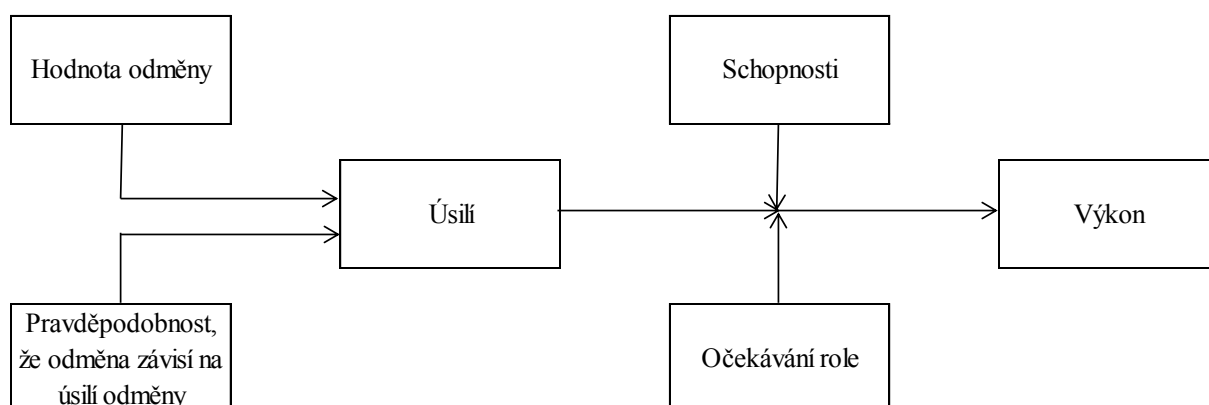 Hodnota odměny
Schopnosti
Úsilí
Výkon
Pravděpodobnost,
že odměna závisí na
úsilí odměny
Očekávání role